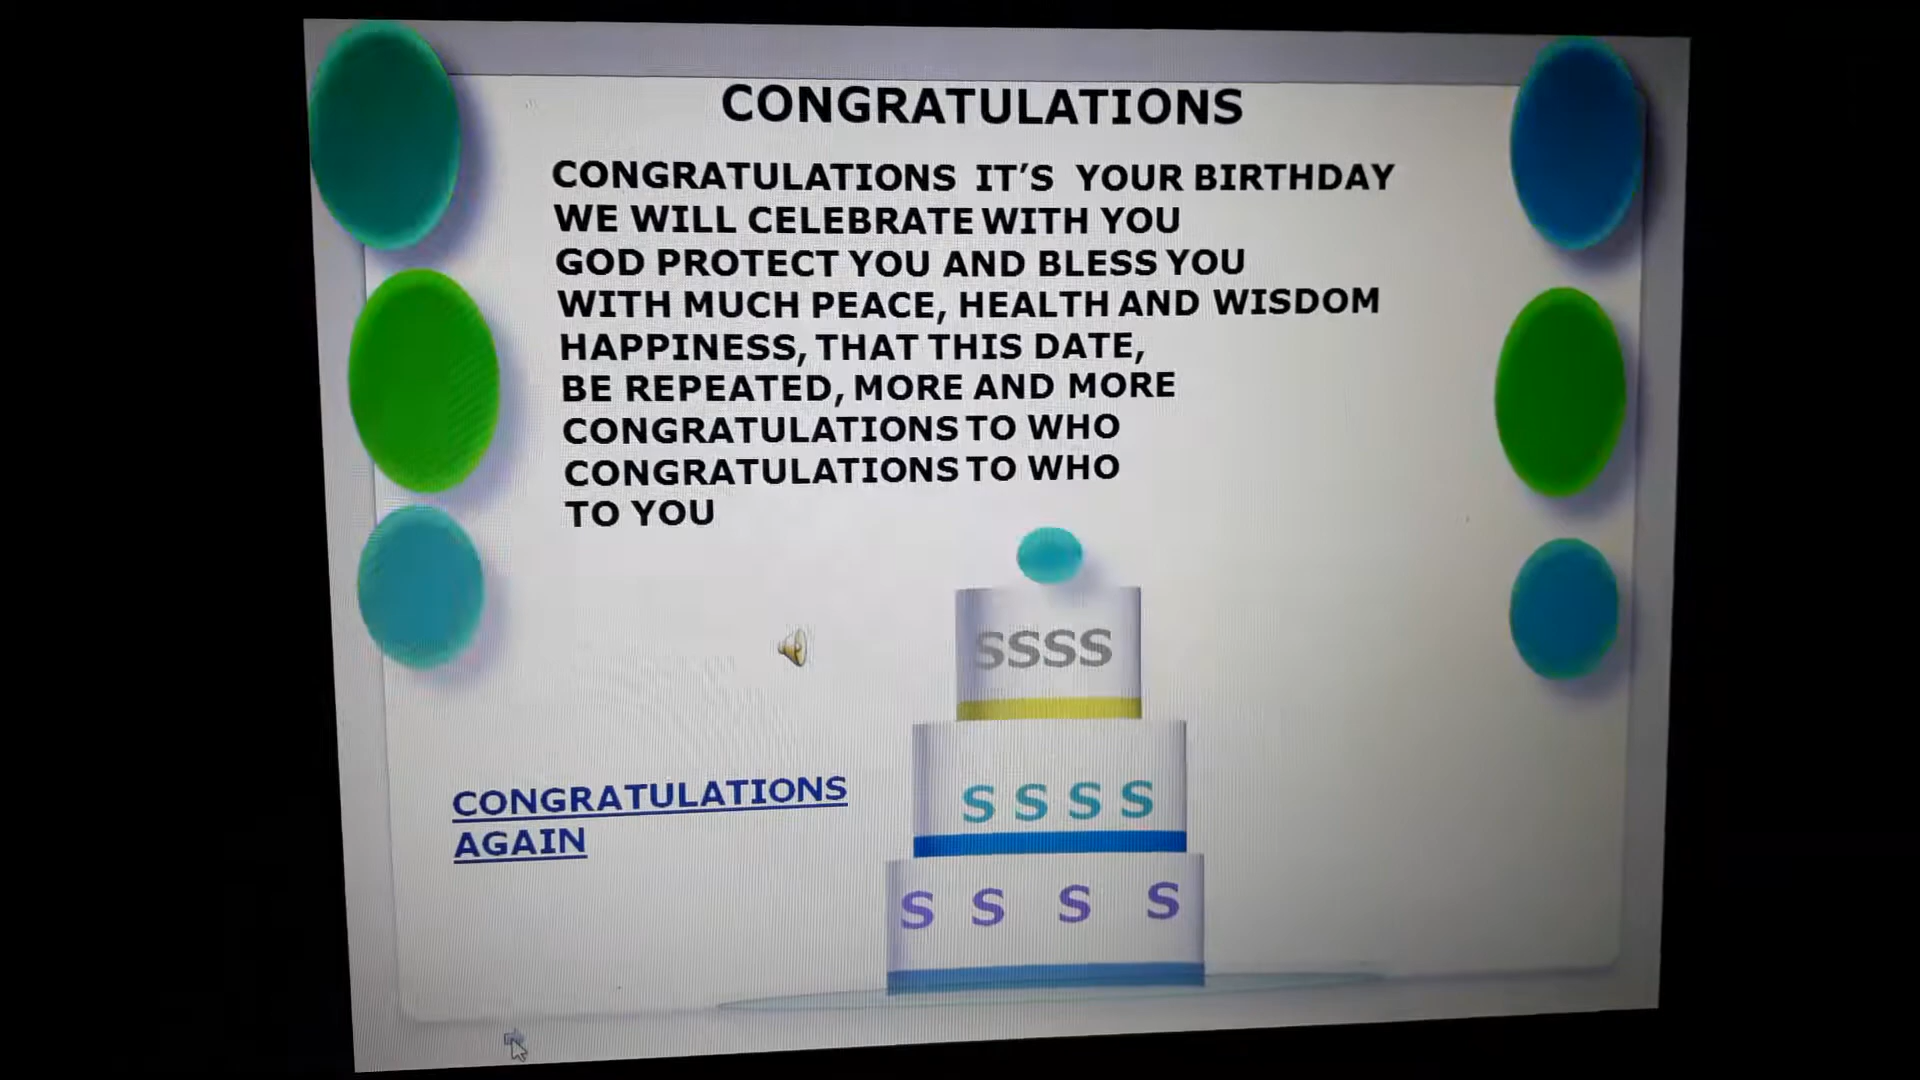 CONGRATULATIONS
CONGRATULATIONS IT'S YOUR BIRTHDAY
WE WILL CELEBRATE WITH YOU
GOD PROTECT YOU AND BLESS YOU
WITH MUCH PEACE, HEALTH AND WISDOM
HAPPINESS, THAT THIS DATE,
BE REPEATED, MORE AND MORE
CONGRATULATIONS TO WHO
CONGRATULATIONS TO WHO
TO YOU
SSSS
CONGRATULATIONS
AGAIN
S S S S
S S S S